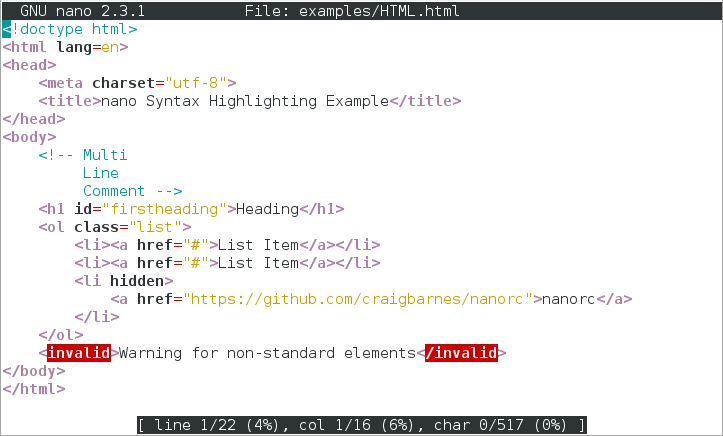 GNU nano 2.3.1           File: examples/HTML.html
<!doctype html>
<html lang=en>
<head>
    <meta charset="utf-8">
    <title>nano Syntax Highlighting Example</title>
</head>
<body>
    <!-- Multi
         Line
         Comment -->
    <h1 id="firstheading">Heading</h1>
    <ol class="list">
        <li><a href="#">List Item</a></li>
        <li><a href="#">List Item</a></li>
        <li hidden>
            <a href="https://github.com/craigbarnes/nanorc">nanorc</a>
        </li>
    </ol>
    <invalid>Warning for non-standard elements</invalid>
</body>
</html>
[ line 1/22 (4%), col 1/16 (6%), char 0/517 (0%) ]